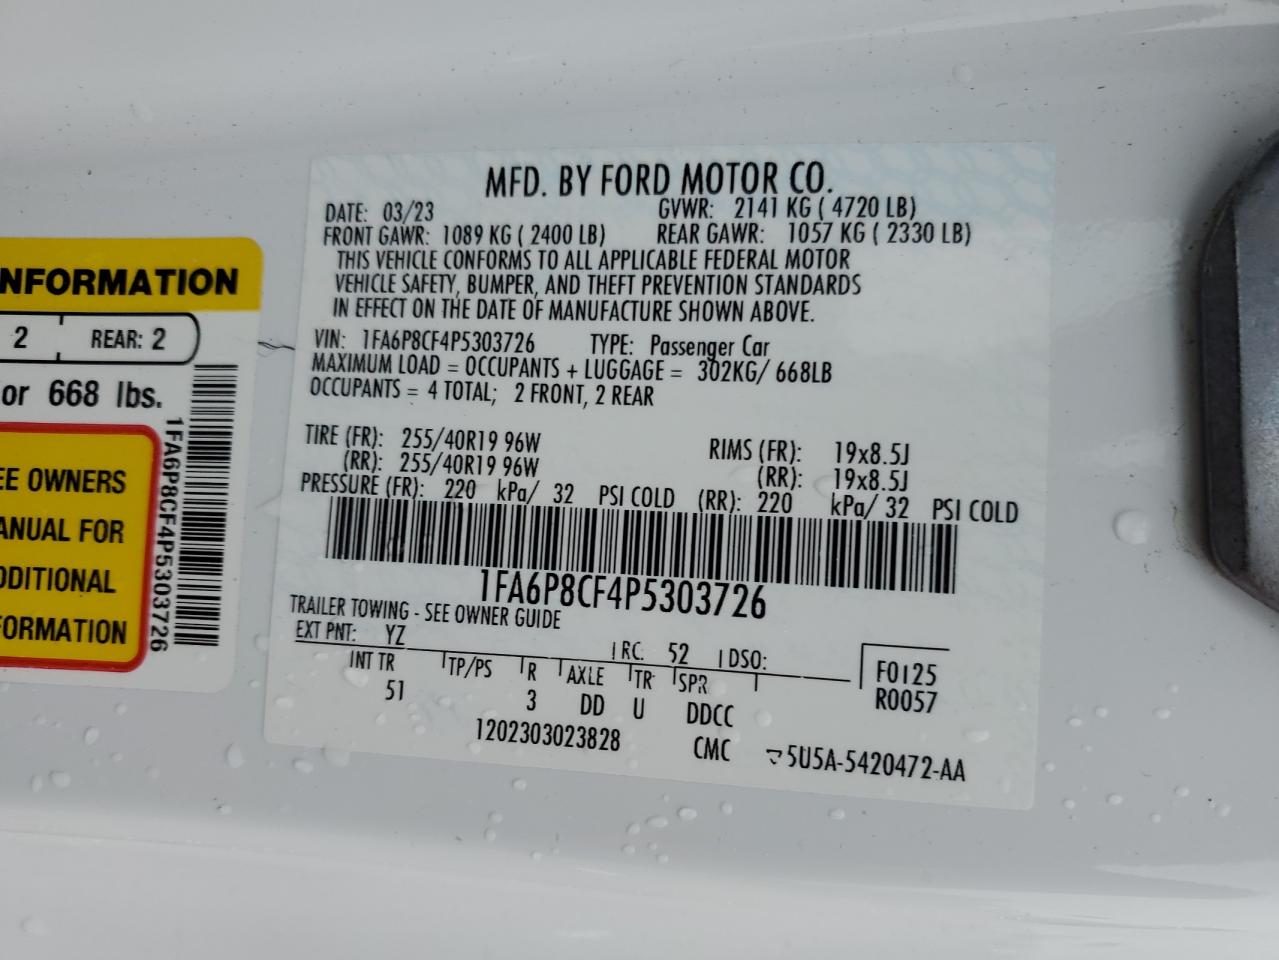 MFD. BY FORD MOTOR CO.
DATE: 03/23 GVWR: 2141 KG ( 4720 LB)
FRONT GAWR: 1089 KG ( 2400 LB) REAR GAWR: 1057 KG ( 2330 LB)
THIS VEHICLE CONFORMS TO ALL APPLICABLE FEDERAL MOTOR
VEHICLE SAFETY, BUMPER, AND THEFT PREVENTION STANDARDS
IN EFFECT ON THE DATE OF MANUFACTURE SHOWN ABOVE.
VIN: 1FA6P8CF4P5303726 TYPE: Passenger Car
MAXIMUM LOAD = OCCUPANTS + LUGGAGE = 302KG/ 668LB
OCCUPANTS = 4 TOTAL; 2 FRONT, 2 REAR
TIRE (FR): 255/40R19 96W RIMS (FR): 19x8.5J
(RR): 255/40R19 96W (RR): 19x8.5J
PRESSURE (FR): 220 kPa/ 32 PSI COLD (RR): 220 kPa/ 32 PSI COLD
1FA6P8CF4P5303726
TRAILER TOWING - SEE OWNER GUIDE
EXT PNT: YZ RC: 52 DSO:
INT TR TP/PS R AXLE TR SPR F0125
51 3 DD U DDCC R0057
1202303023828 CMC 5U5A-5420472-AA
NFORMATION
2 REAR: 2
or 668 lbs.
EE OWNERS
ANUAL FOR
DDITIONAL
FORMATION
1FA6P8CF4P5303726